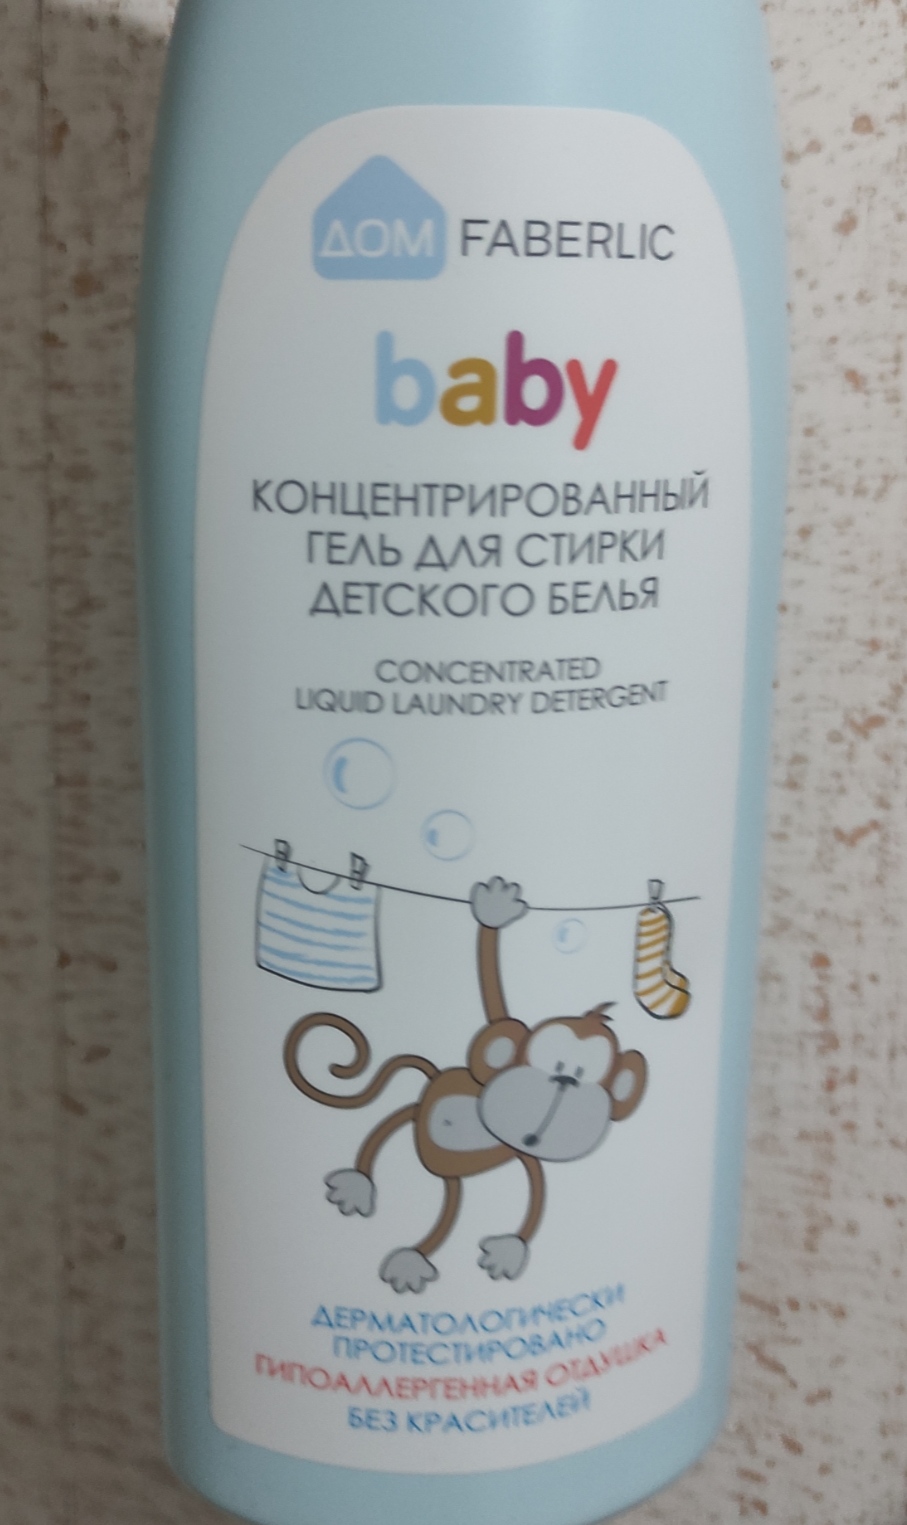 ДОМ FABERLIC
baby
КОНЦЕНТРИРОВАННЫЙ
ГЕЛЬ ДЛЯ СТИРКИ
ДЕТСКОГО БЕЛЬЯ
CONCENTRATED
LIQUID LAUNDRY DETERGENT
ДЕРМАТОЛОГИЧЕСКИ
ПРОТЕСТИРОВАНО
ГИПОАЛЛЕРГЕННАЯ ОТДУШКА
БЕЗ КРАСИТЕЛЕЙ